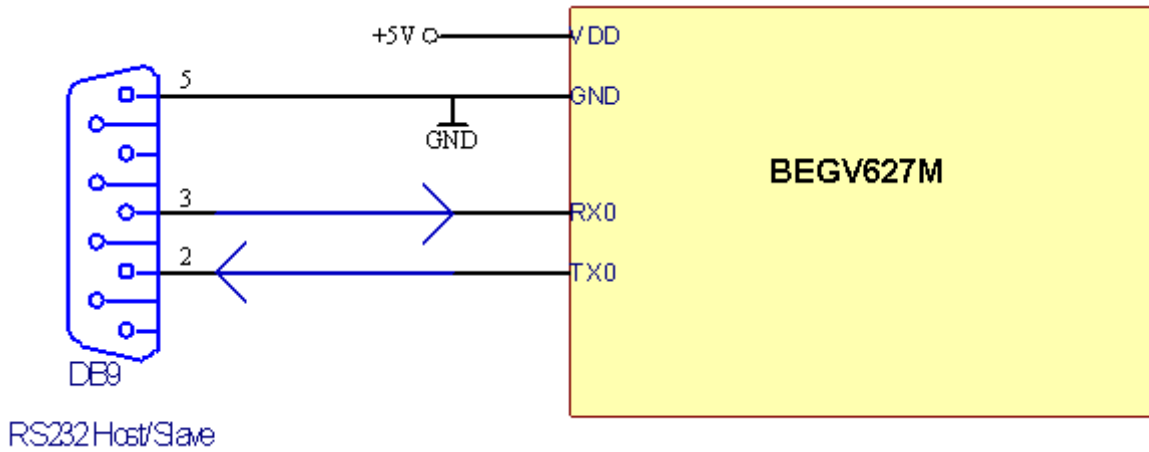 +5V
VDD
5
GND
GND
BEGV627M
3
RX0
2
TX0
DB9
RS232 Host/Slave